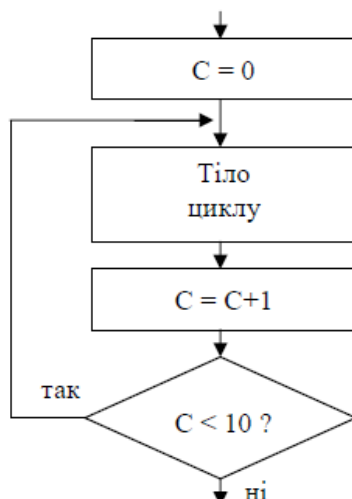 C = 0
Тіло
циклу
C = C+1
так
C < 10 ?
ні